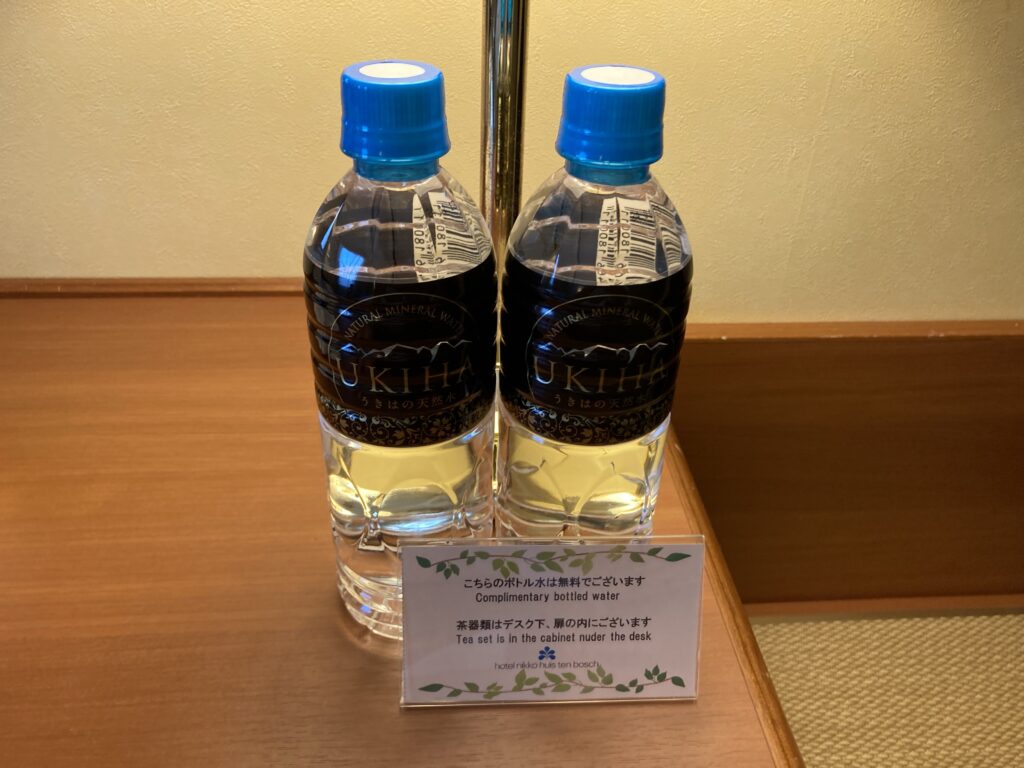 NATURAL MINERAL WATER
UKIHA
うきはの天然水
NATURAL MINERAL WATER
UKIHA
うきはの天然水
こちらのボトル水は無料でございます
Complimentary bottled water
茶器類はデスク下、扉の内にございます
Tea set is in the cabinet nuder the desk
hotel nikko huis ten bosch